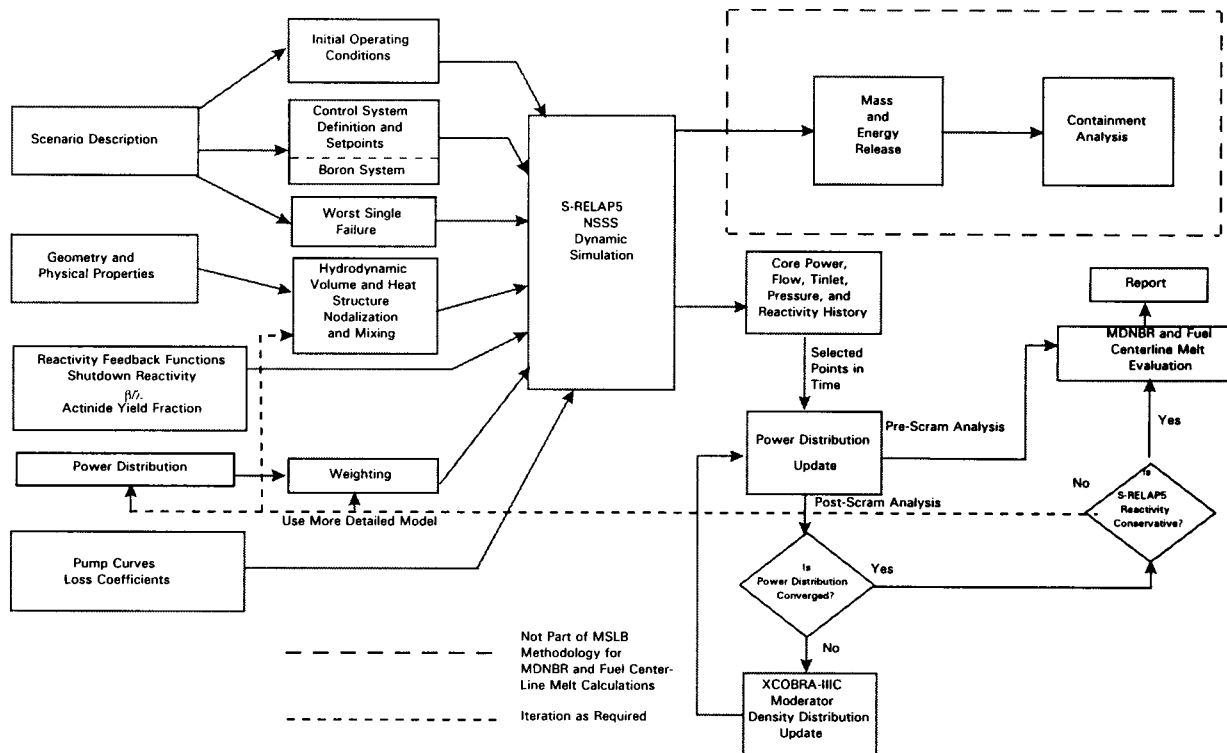 Initial Operating
Conditions
Scenario Description
Control System
Definition and
Setpoints
Boron System
Worst Single
Failure
Geometry and
Physical Properties
Hydrodynamic
Volume and Heat
Structure
Nodalization
and Mixing
Reactivity Feedback Functions
Shutdown Reactivity
Actinide Yield Fraction
Power Distribution
Weighting
Use More Detailed Model
Pump Curves
Loss Coefficients
S-RELAP5
NSSS
Dynamic
Simulation
Mass
and
Energy
Release
Containment
Analysis
Core Power,
Flow, Tinlet,
Pressure, and
Reactivity History
Selected
Points in
Time
Power Distribution
Update
Pre-Scram Analysis
Post-Scram Analysis
Report
MDNBR and Fuel
Centerline Melt
Evaluation
Yes
No
Is
S-RELAP5
Reactivity
Conservative?
Is
Power Distribution
Converged?
Yes
No
XCOBRA-IIIC
Moderator
Density Distribution
Update
Not Part of MSLB
Methodology for
MDNBR and Fuel Center-
Line Melt Calculations
Iteration as Required